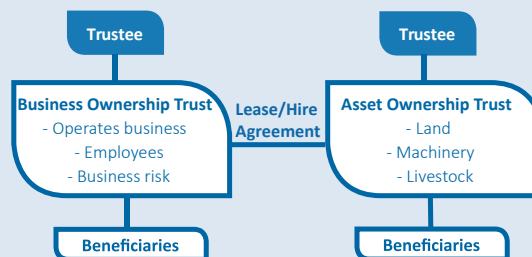 Trustee
Business Ownership Trust
- Operates business
- Employees
- Business risk
Beneficiaries
Lease/Hire
Agreement
Trustee
Asset Ownership Trust
- Land
- Machinery
- Livestock
Beneficiaries